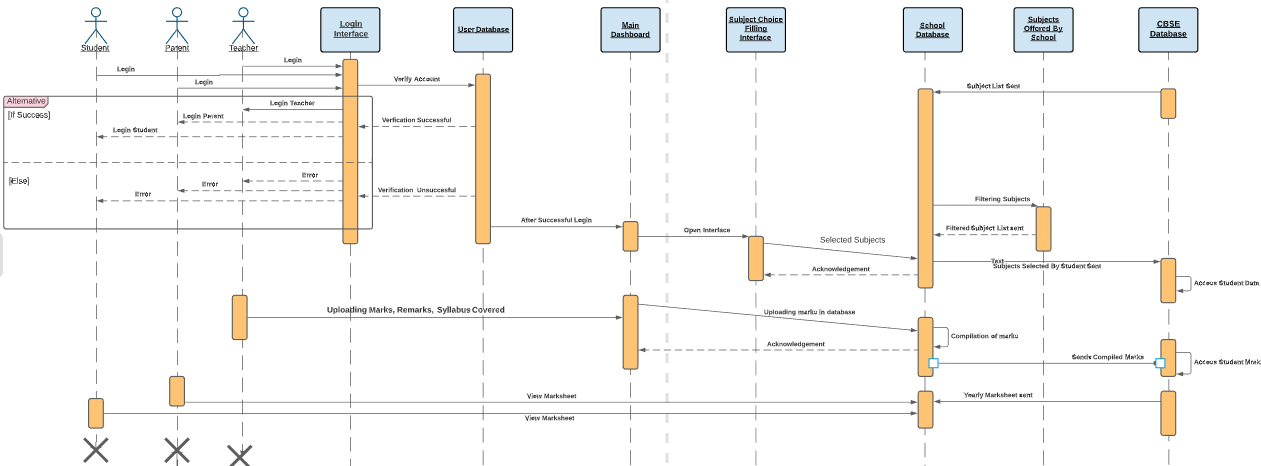 Student
Parent
Teacher
Login
Interface
User Database
Main
Dashboard
Subject Choice
Filling
Interface
School
Database
Subjects
Offered By
School
CBSE
Database
Login
Login
Login
Verify Account
Subject List Sent
Alternative
[If Success]
Login Teacher
Login Parent
Verfication Successful
Login Student
[Else]
Error
Error
Error
Verification Unsuccesful
After Successful Login
Open Interface
Filtering Subjects
Filtered Subject List sent
Selected Subjects
Text
Subjects Selected By Student Sent
Acknowledgement
Access Student Data
Uploading Marks, Remarks, Syllabus Covered
Uploading marks in database
Compilation of marks
Acknowledgement
Sends Compiled Marks
Access Student
Yearly Marksheet sent
View Marksheet
View Marksheet